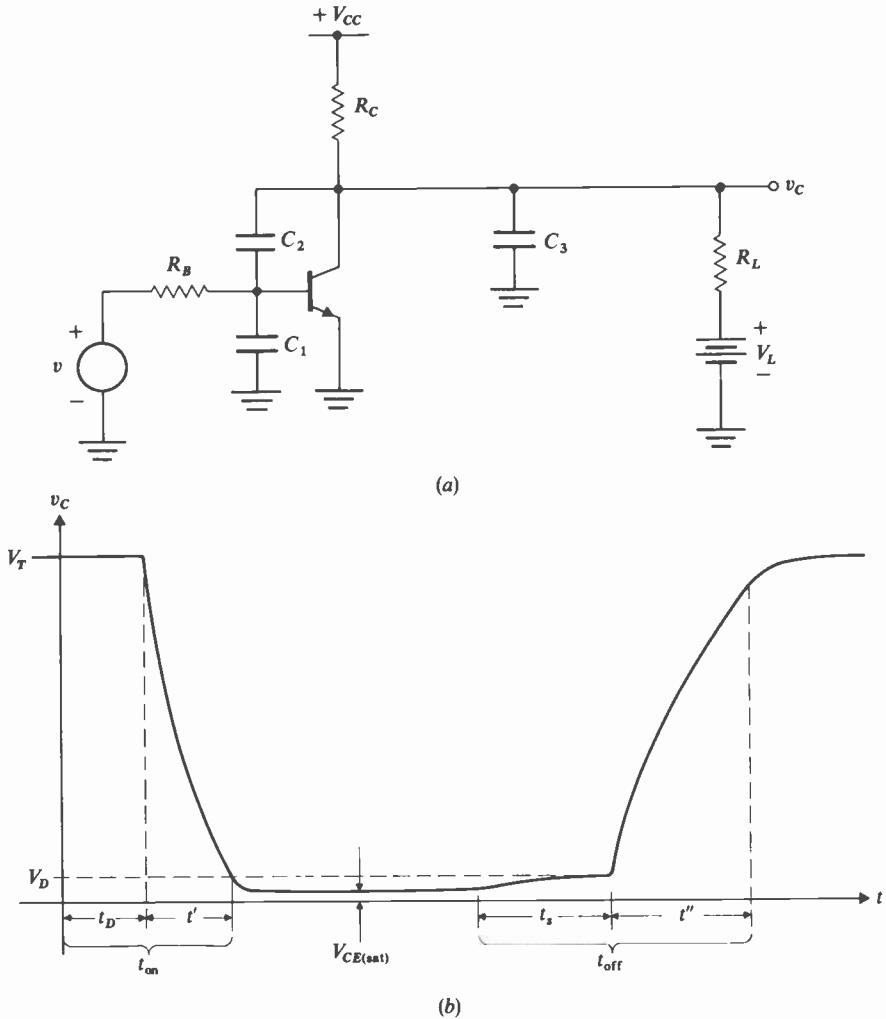 + V_CC
R_C
v_C
C_2
C_3
R_B
R_L
+
+
C_1
v
V_L
−
−
(a)
v_C
V_T
V_D
t
t_D
t'
t_s
t''
V_CE(sat)
t_on
t_off
(b)